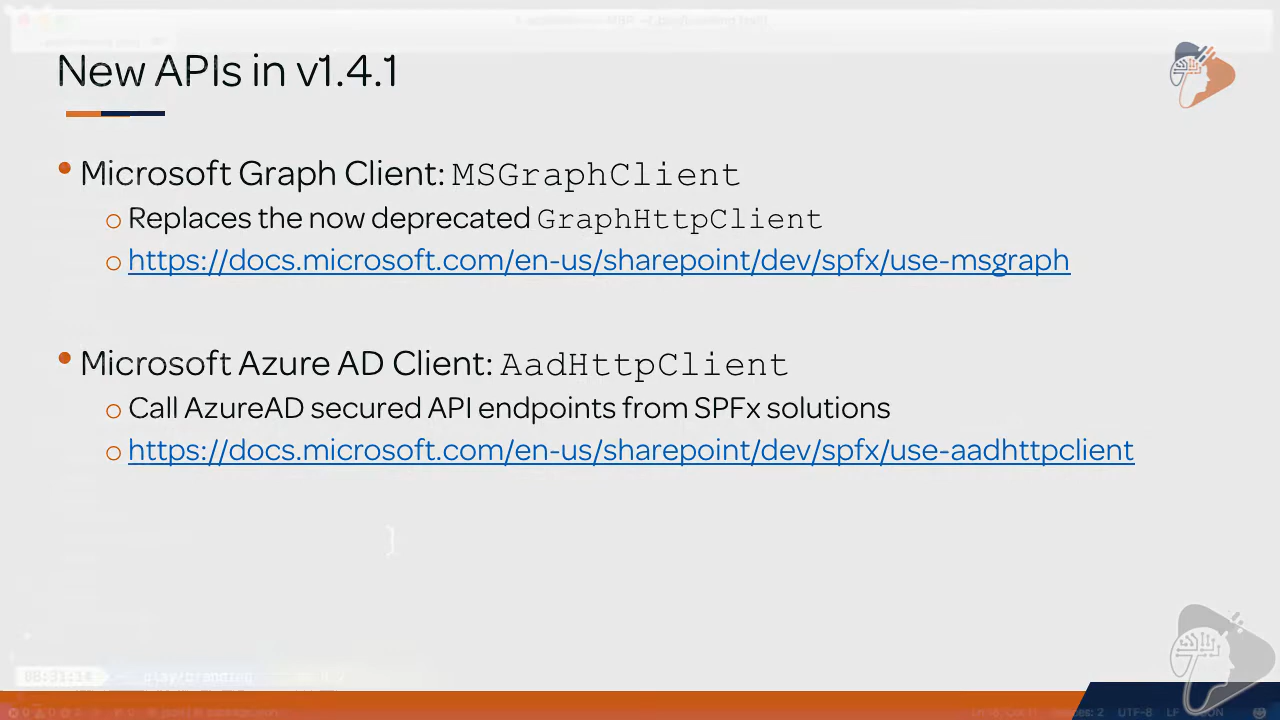 New APIs in v1.4.1
• Microsoft Graph Client: MSGraphClient
o Replaces the now deprecated GraphHttpClient
o https://docs.microsoft.com/en-us/sharepoint/dev/spfx/use-msgraph
• Microsoft Azure AD Client: AadHttpClient
o Call AzureAD secured API endpoints from SPFx solutions
o https://docs.microsoft.com/en-us/sharepoint/dev/spfx/use-aadhttpclient
}